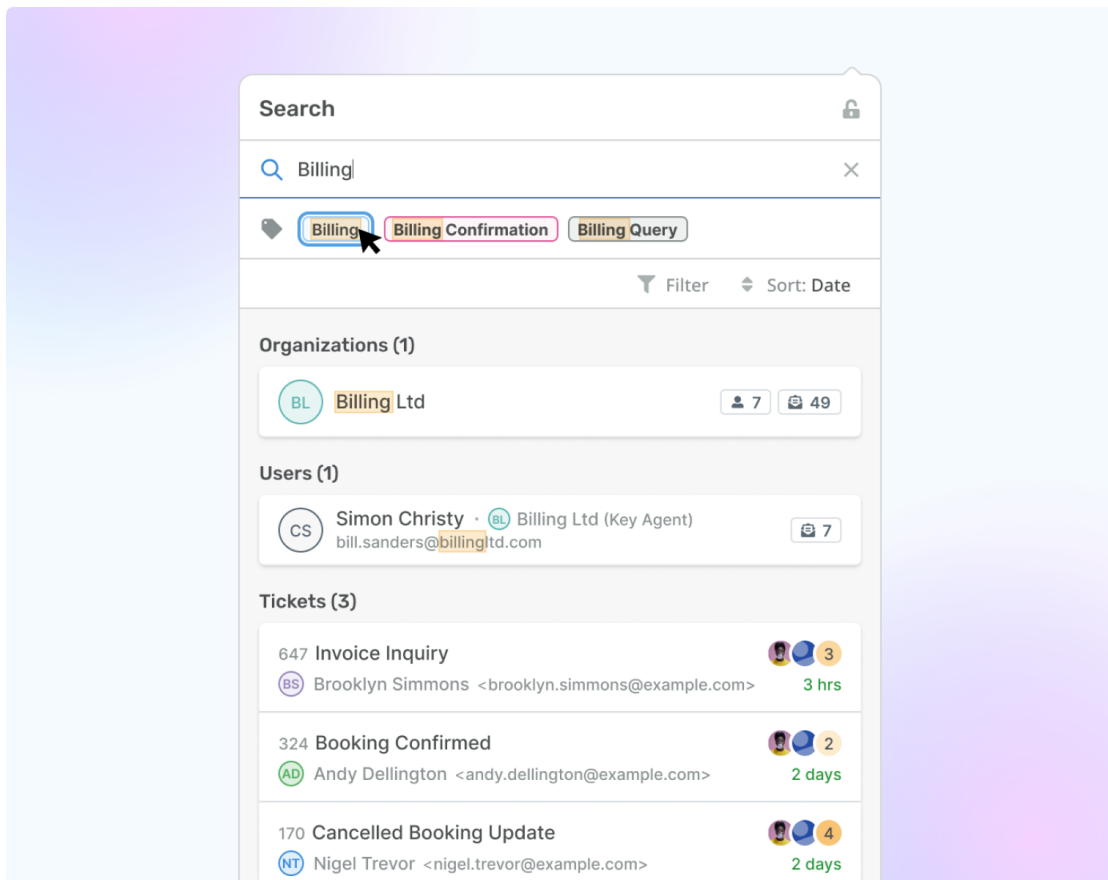 Search
Billing
Billing Billing Confirmation Billing Query
Filter Sort: Date
Organizations (1)
BL Billing Ltd 7 49
Users (1)
CS Simon Christy · BL Billing Ltd (Key Agent) 7
bill.sanders@billingltd.com
Tickets (3)
647 Invoice Inquiry 3
BS Brooklyn Simmons <brooklyn.simmons@example.com> 3 hrs
324 Booking Confirmed 2
AD Andy Dellington <andy.dellington@example.com> 2 days
170 Cancelled Booking Update 4
NT Nigel Trevor <nigel.trevor@example.com> 2 days